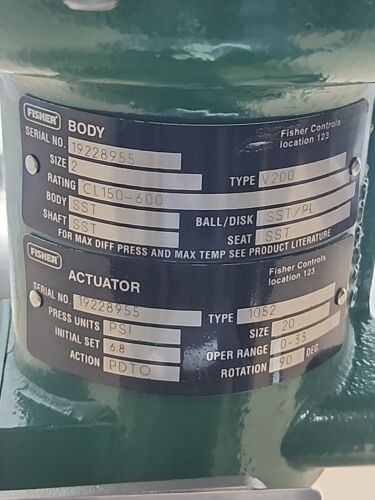 FISHER BODY Fisher Controls
location 123
SERIAL NO. 19228955
SIZE 2 TYPE V200
RATING CL150-600
BODY SST BALL/DISK SST/PL
SHAFT SST SEAT SST
FOR MAX DIFF PRESS AND MAX TEMP SEE PRODUCT LITERATURE
FISHER ACTUATOR Fisher Controls
location 123
SERIAL NO. 19228955 TYPE 1052
PRESS UNITS PSI SIZE 20
INITIAL SET 6.8 OPER RANGE 0-33
ACTION PDTO ROTATION 90 DEG